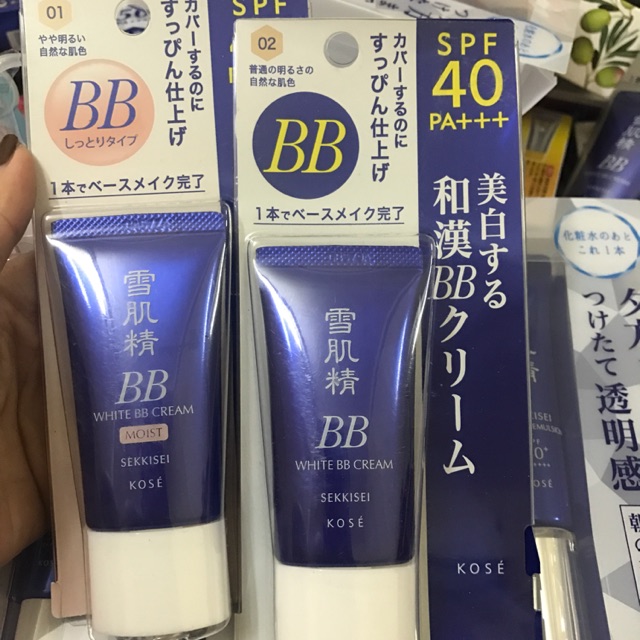 01
やや明るい
自然な肌色
BB
しっとりタイプ
カバーするのに
すっぴん仕上げ
1本でベースメイク完了
雪肌精
BB
WHITE BB CREAM
MOIST
SEKKISEI
KOSÉ
02
普通の明るさの
自然な肌色
BB
カバーするのに
すっぴん仕上げ
1本でベースメイク完了
SPF
40
PA+++
美白する
和漢BBクリーム
KOSÉ
雪肌精
BB
WHITE BB CREAM
SEKKISEI
KOSÉ
化粧水のあと
これ1本
つけたて透明感
SEKKISEI
BB